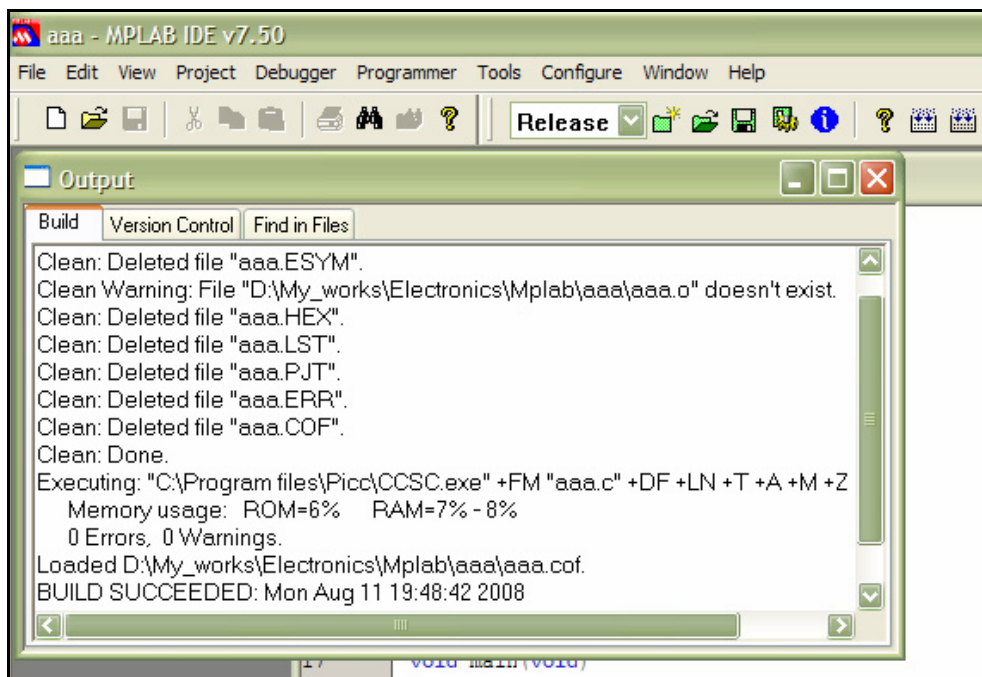 aaa - MPLAB IDE v7.50
File Edit View Project Debugger Programmer Tools Configure Window Help
Release
Output
Build Version Control Find in Files
Clean: Deleted file "aaa.ESYM".
Clean Warning: File "D:\My_works\Electronics\Mplab\aaa\aaa.o" doesn't exist.
Clean: Deleted file "aaa.HEX".
Clean: Deleted file "aaa.LST".
Clean: Deleted file "aaa.PJT".
Clean: Deleted file "aaa.ERR".
Clean: Deleted file "aaa.COF".
Clean: Done.
Executing: "C:\Program files\Picc\CCSC.exe" +FM "aaa.c" +DF +LN +T +A +M +Z
Memory usage: ROM=6% RAM=7% - 8%
0 Errors, 0 Warnings.
Loaded D:\My_works\Electronics\Mplab\aaa\aaa.cof.
BUILD SUCCEEDED: Mon Aug 11 19:48:42 2008
17 void main(void)